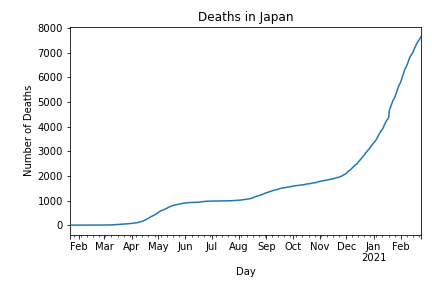 Deaths in Japan
8000
7000
6000
5000
4000
3000
2000
1000
0
Number of Deaths
Feb Mar Apr May Jun Jul Aug Sep Oct Nov Dec Jan Feb
2021
Day